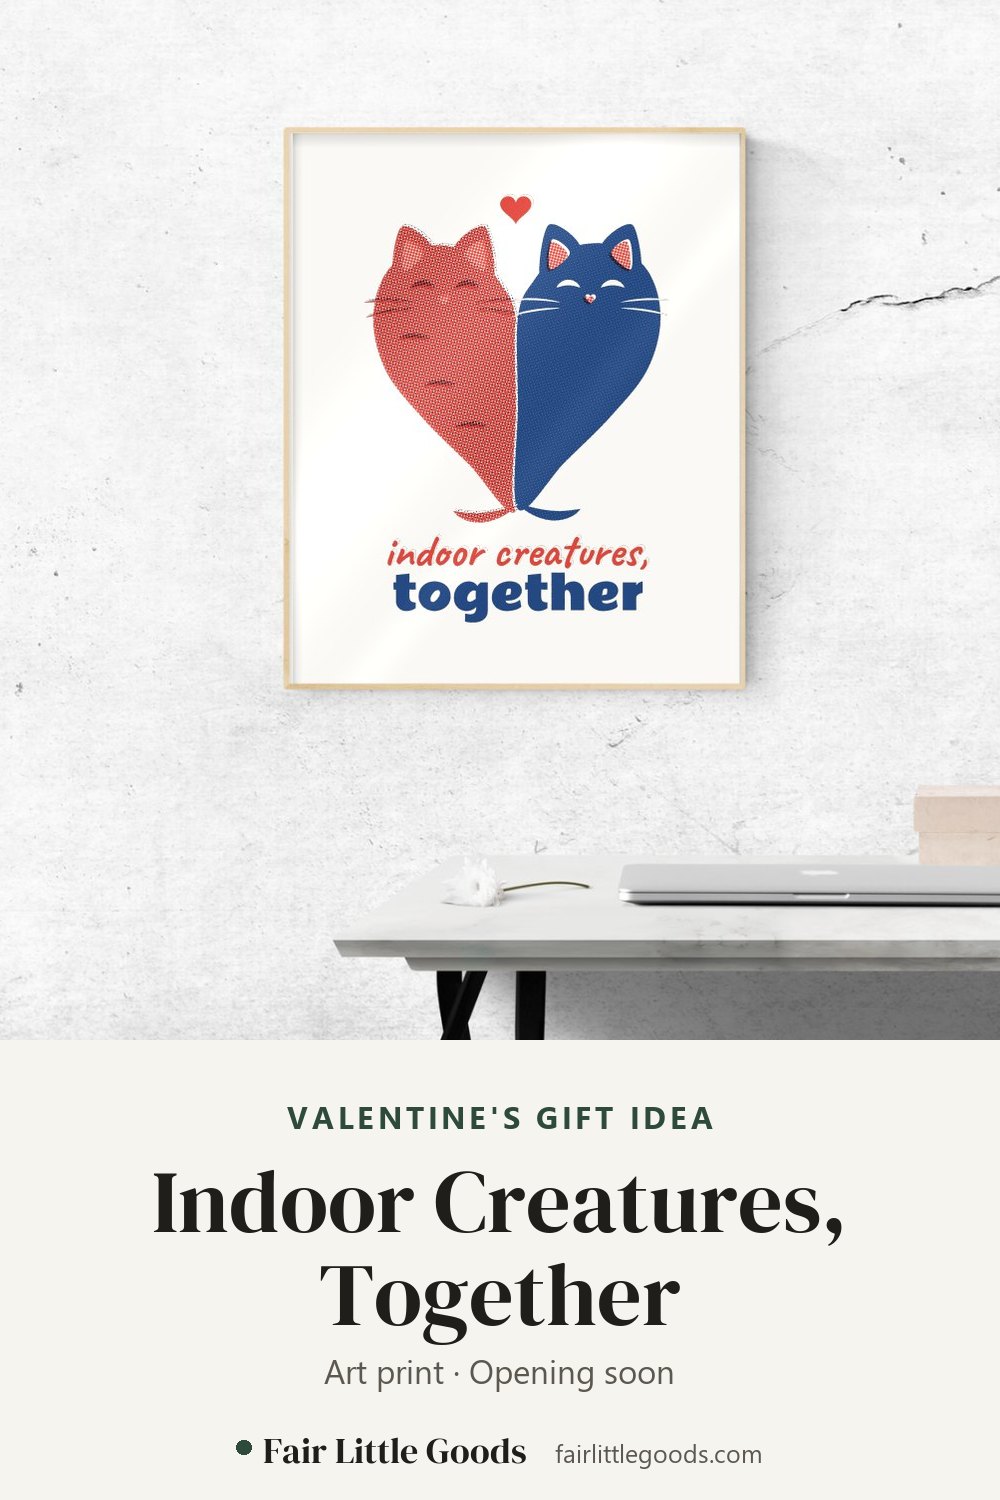 indoor creatures,
together
VALENTINE'S GIFT IDEA
Indoor Creatures,
Together
Art print · Opening soon
Fair Little Goods fairlittlegoods.com